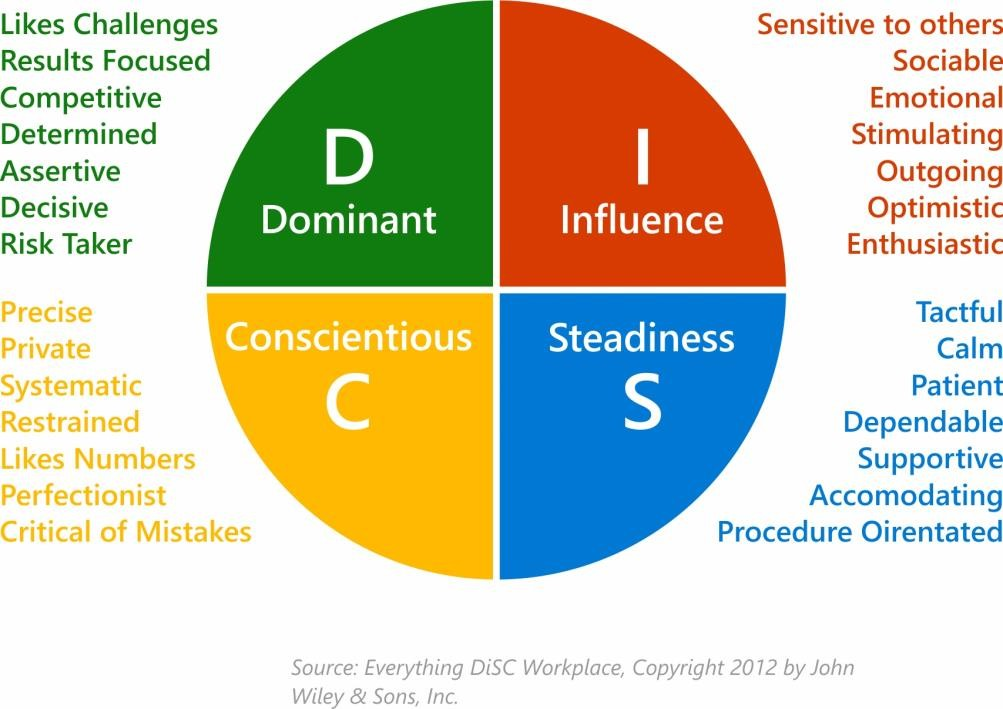 Likes Challenges
Results Focused
Competitive
Determined
Assertive
Decisive
Risk Taker
D
Dominant
I
Influence
Sensitive to others
Sociable
Emotional
Stimulating
Outgoing
Optimistic
Enthusiastic
Precise
Private
Systematic
Restrained
Likes Numbers
Perfectionist
Critical of Mistakes
Conscientious
C
Steadiness
S
Tactful
Calm
Patient
Dependable
Supportive
Accomodating
Procedure Oirentated
Source: Everything DiSC Workplace, Copyright 2012 by John
Wiley & Sons, Inc.